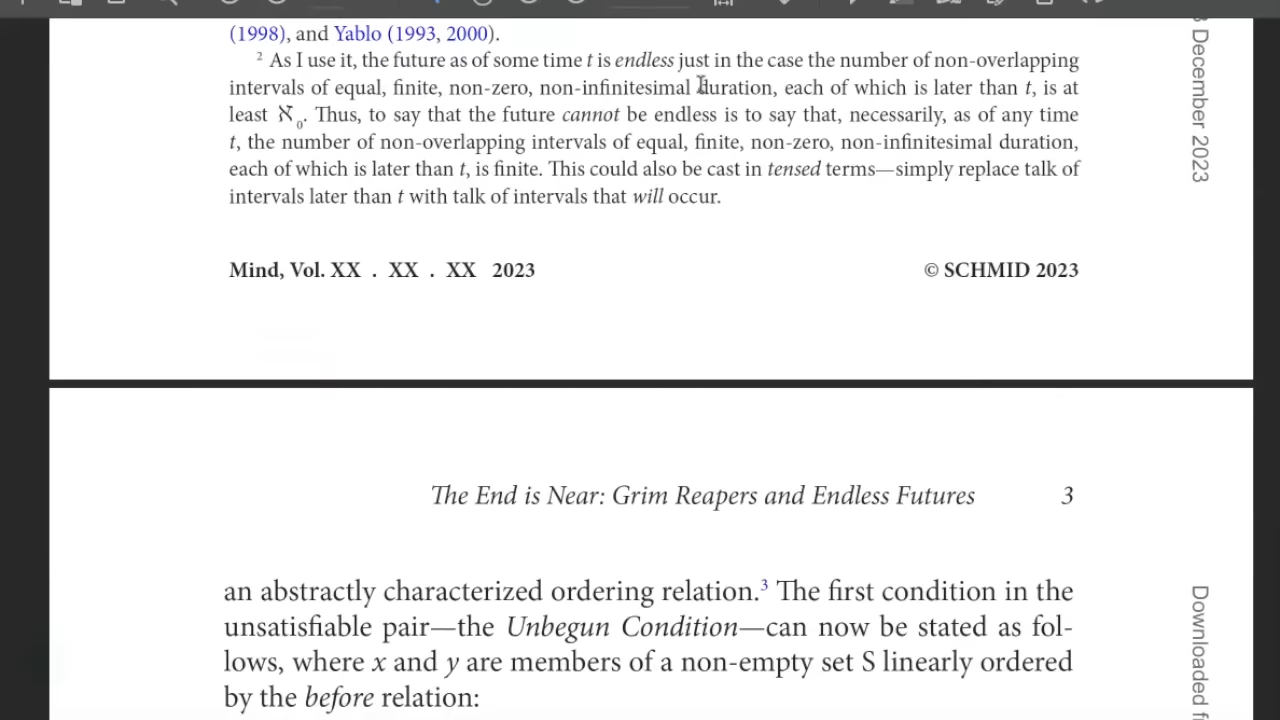 (1998), and Yablo (1993, 2000).
² As I use it, the future as of some time t is endless just in the case the number of non-overlapping
intervals of equal, finite, non-zero, non-infinitesimal duration, each of which is later than t, is at
least ℵ₀. Thus, to say that the future cannot be endless is to say that, necessarily, as of any time
t, the number of non-overlapping intervals of equal, finite, non-zero, non-infinitesimal duration,
each of which is later than t, is finite. This could also be cast in tensed terms—simply replace talk of
intervals later than t with talk of intervals that will occur.
Mind, Vol. XX . XX . XX 2023
© SCHMID 2023
December 2023
The End is Near: Grim Reapers and Endless Futures
3
an abstractly characterized ordering relation.³ The first condition in the
unsatisfiable pair—the Unbegun Condition—can now be stated as fol-
lows, where x and y are members of a non-empty set S linearly ordered
by the before relation:
Downloaded